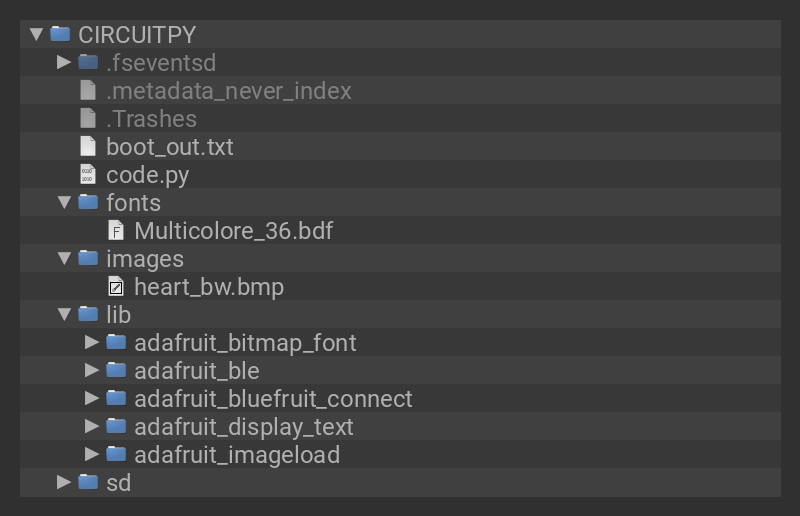 CIRCUITPY
.fseventsd
.metadata_never_index
.Trashes
boot_out.txt
code.py
fonts
Multicolore_36.bdf
images
heart_bw.bmp
lib
adafruit_bitmap_font
adafruit_ble
adafruit_bluefruit_connect
adafruit_display_text
adafruit_imageload
sd